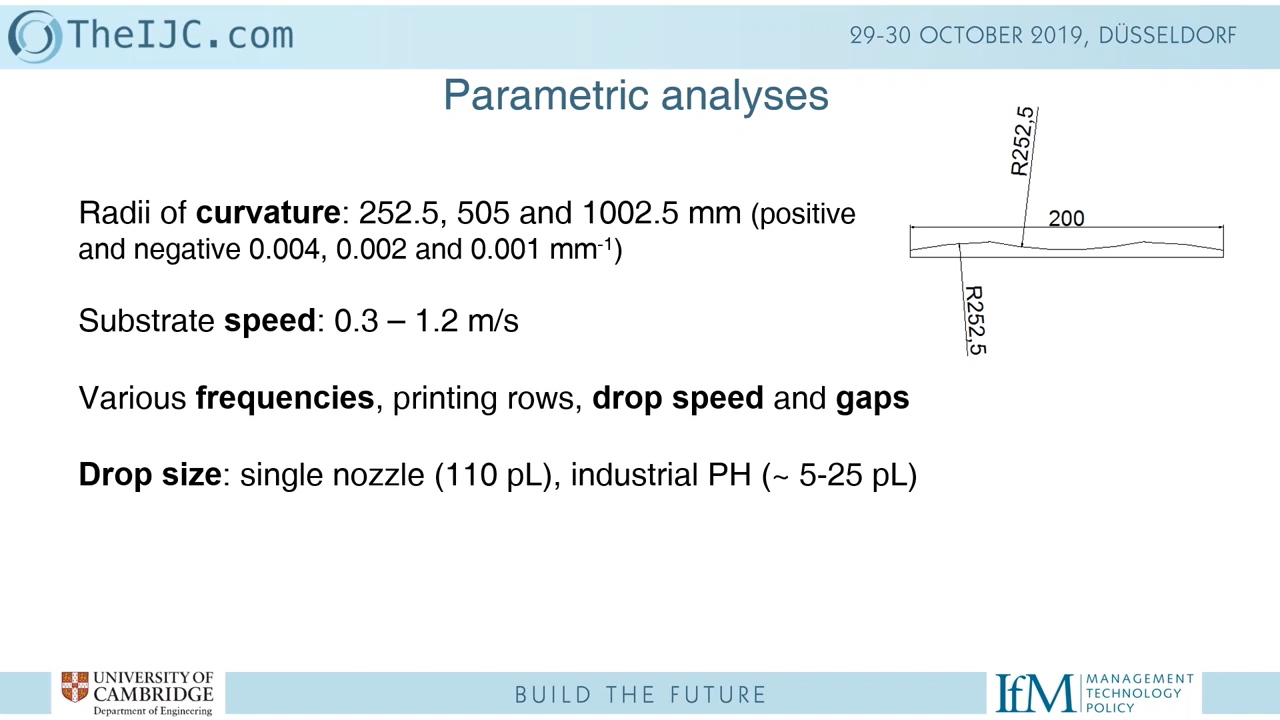 TheIJC.com
29-30 OCTOBER 2019, DÜSSELDORF
Parametric analyses
R252,5
200
R252,5
Radii of curvature: 252.5, 505 and 1002.5 mm (positive
and negative 0.004, 0.002 and 0.001 mm⁻¹)
Substrate speed: 0.3 – 1.2 m/s
Various frequencies, printing rows, drop speed and gaps
Drop size: single nozzle (110 pL), industrial PH (~ 5-25 pL)
UNIVERSITY OF
CAMBRIDGE
Department of Engineering
BUILD THE FUTURE
IfM
MANAGEMENT
TECHNOLOGY
POLICY